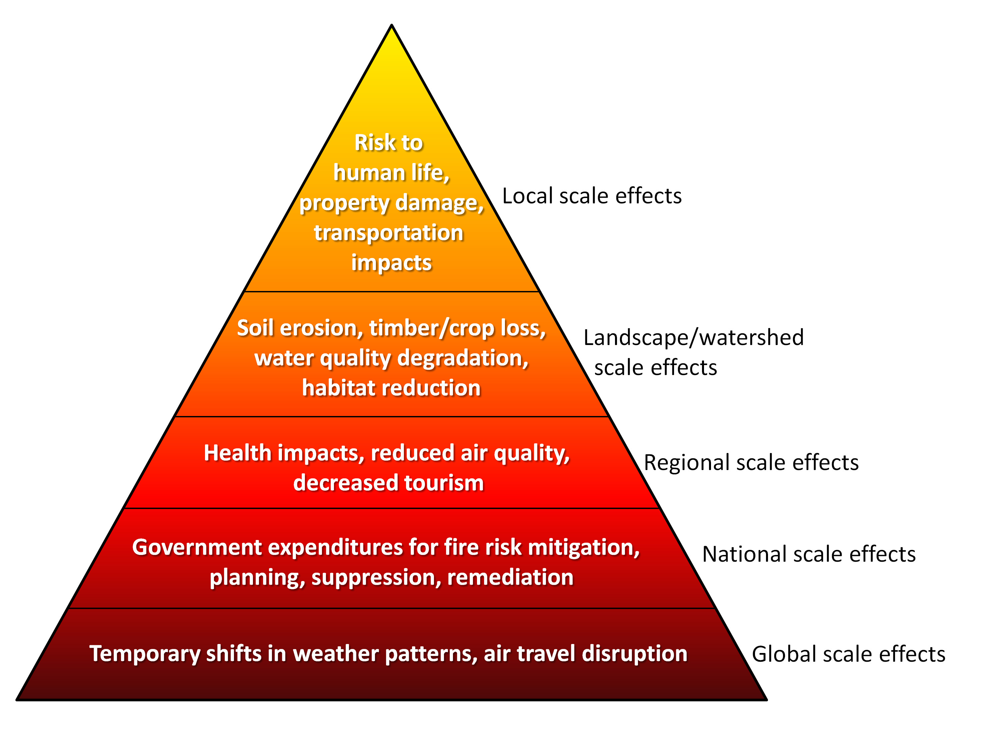 Risk to
human life,
property damage,
transportation
impacts
Local scale effects
Soil erosion, timber/crop loss,
water quality degradation,
habitat reduction
Landscape/watershed
scale effects
Health impacts, reduced air quality,
decreased tourism
Regional scale effects
Government expenditures for fire risk mitigation,
planning, suppression, remediation
National scale effects
Temporary shifts in weather patterns, air travel disruption
Global scale effects